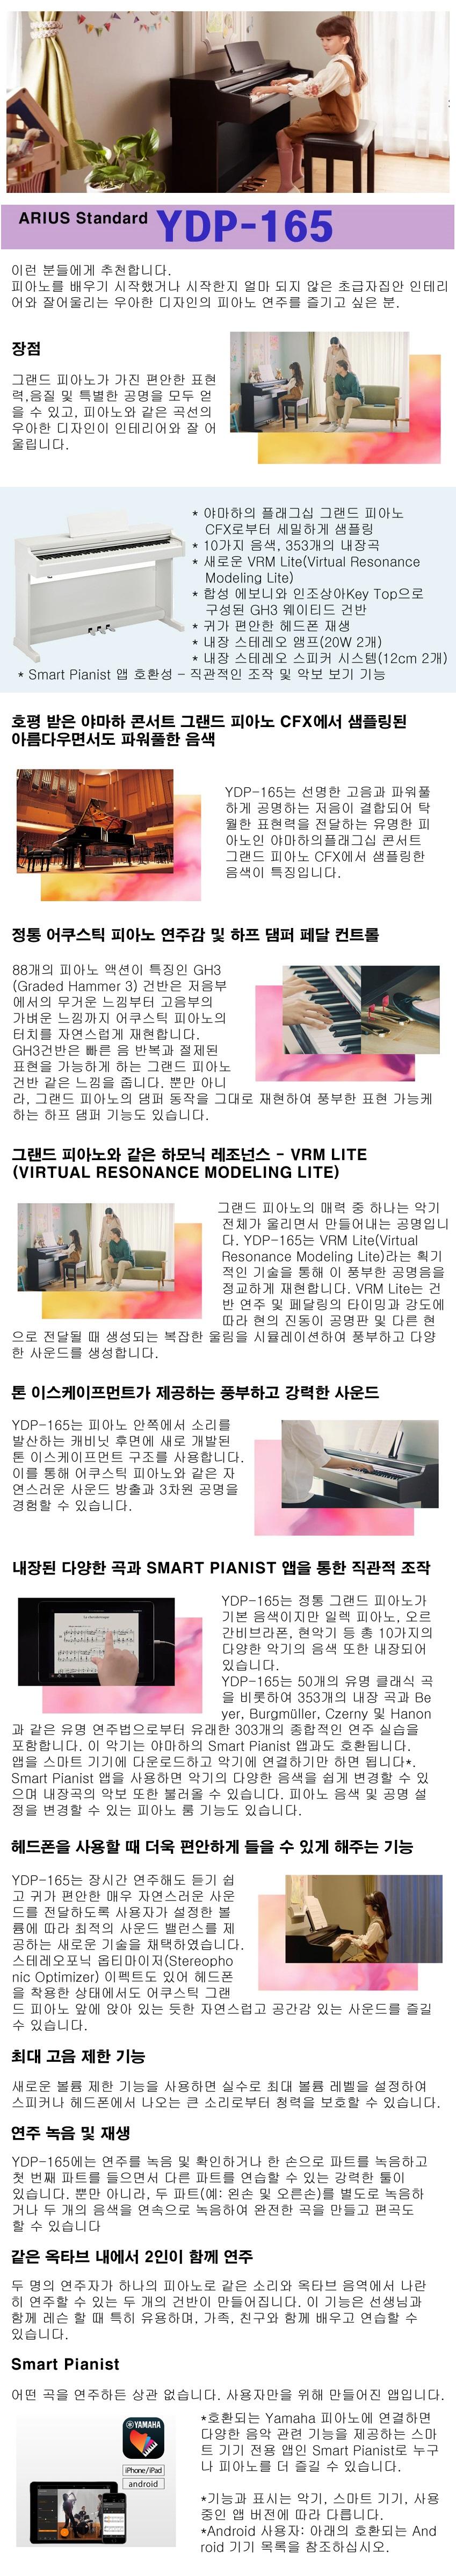 ARIUS Standard YDP-165
이런 분들에게 추천합니다.
피아노를 배우기 시작했거나 시작한지 얼마 되지 않은 초급자집안 인테리
어와 잘어울리는 우아한 디자인의 피아노 연주를 즐기고 싶은 분.
장점
그랜드 피아노가 가진 편안한 표현
력,음질 및 특별한 공명을 모두 얻
을 수 있고, 피아노와 같은 곡선의
우아한 디자인이 인테리어와 잘 어
울립니다.
* 야마하의 플래그십 그랜드 피아노
CFX로부터 세밀하게 샘플링
* 10가지 음색, 353개의 내장곡
* 새로운 VRM Lite(Virtual Resonance
Modeling Lite)
* 합성 에보니와 인조상아Key Top으로
구성된 GH3 웨이티드 건반
* 귀가 편안한 헤드폰 재생
* 내장 스테레오 앰프(20W 2개)
* 내장 스테레오 스피커 시스템(12cm 2개)
* Smart Pianist 앱 호환성 – 직관적인 조작 및 악보 보기 기능
호평 받은 야마하 콘서트 그랜드 피아노 CFX에서 샘플링된
아름다우면서도 파워풀한 음색
YDP-165는 선명한 고음과 파워풀
하게 공명하는 저음이 결합되어 탁
월한 표현력을 전달하는 유명한 피
아노인 야마하의플래그십 콘서트
그랜드 피아노 CFX에서 샘플링한
음색이 특징입니다.
정통 어쿠스틱 피아노 연주감 및 하프 댐퍼 페달 컨트롤
88개의 피아노 액션이 특징인 GH3
(Graded Hammer 3) 건반은 저음부
에서의 무거운 느낌부터 고음부의
가벼운 느낌까지 어쿠스틱 피아노의
터치를 자연스럽게 재현합니다.
GH3건반은 빠른 음 반복과 절제된
표현을 가능하게 하는 그랜드 피아노
건반 같은 느낌을 줍니다. 뿐만 아니
라, 그랜드 피아노의 댐퍼 동작을 그대로 재현하여 풍부한 표현 가능케
하는 하프 댐퍼 기능도 있습니다.
그랜드 피아노와 같은 하모닉 레조넌스 - VRM LITE
(VIRTUAL RESONANCE MODELING LITE)
그랜드 피아노의 매력 중 하나는 악기
전체가 울리면서 만들어내는 공명입니
다. YDP-165는 VRM Lite(Virtual
Resonance Modeling Lite)라는 획기
적인 기술을 통해 이 풍부한 공명음을
정교하게 재현합니다. VRM Lite는 건
반 연주 및 페달링의 타이밍과 강도에
따라 현의 진동이 공명판 및 다른 현
으로 전달될 때 생성되는 복잡한 울림을 시뮬레이션하여 풍부하고 다양
한 사운드를 생성합니다.
톤 이스케이프먼트가 제공하는 풍부하고 강력한 사운드
YDP-165는 피아노 안쪽에서 소리를
발산하는 캐비닛 후면에 새로 개발된
톤 이스케이프먼트 구조를 사용합니다.
이를 통해 어쿠스틱 피아노와 같은 자
연스러운 사운드 방출과 3차원 공명을
경험할 수 있습니다.
내장된 다양한 곡과 SMART PIANIST 앱을 통한 직관적 조작
YDP-165는 정통 그랜드 피아노가
기본 음색이지만 일렉 피아노, 오르
간비브라폰, 현악기 등 총 10가지의
다양한 악기의 음색 또한 내장되어
있습니다.
YDP-165는 50개의 유명 클래식 곡
을 비롯하여 353개의 내장 곡과 Be
yer, Burgmüller, Czerny 및 Hanon
과 같은 유명 연주법으로부터 유래한 303개의 종합적인 연주 실습을
포함합니다. 이 악기는 야마하의 Smart Pianist 앱과도 호환됩니다.
앱을 스마트 기기에 다운로드하고 악기에 연결하기만 하면 됩니다*.
Smart Pianist 앱을 사용하면 악기의 다양한 음색을 쉽게 변경할 수 있
으며 내장곡의 악보 또한 불러올 수 있습니다. 피아노 음색 및 공명 설
정을 변경할 수 있는 피아노 룸 기능도 있습니다.
헤드폰을 사용할 때 더욱 편안하게 들을 수 있게 해주는 기능
YDP-165는 장시간 연주해도 듣기 쉽
고 귀가 편안한 매우 자연스러운 사운
드를 전달하도록 사용자가 설정한 볼
륨에 따라 최적의 사운드 밸런스를 제
공하는 새로운 기술을 채택하였습니다.
스테레오포닉 옵티마이저(Stereopho
nic Optimizer) 이펙트도 있어 헤드폰
을 착용한 상태에서도 어쿠스틱 그랜
드 피아노 앞에 앉아 있는 듯한 자연스럽고 공간감 있는 사운드를 즐길
수 있습니다.
최대 고음 제한 기능
새로운 볼륨 제한 기능을 사용하면 실수로 최대 볼륨 레벨을 설정하여
스피커나 헤드폰에서 나오는 큰 소리로부터 청력을 보호할 수 있습니다.
연주 녹음 및 재생
YDP-165에는 연주를 녹음 및 확인하거나 한 손으로 파트를 녹음하고
첫 번째 파트를 들으면서 다른 파트를 연습할 수 있는 강력한 툴이
있습니다. 뿐만 아니라, 두 파트(예: 왼손 및 오른손)를 별도로 녹음하
거나 두 개의 음색을 연속으로 녹음하여 완전한 곡을 만들고 편곡도
할 수 있습니다
같은 옥타브 내에서 2인이 함께 연주
두 명의 연주자가 하나의 피아노로 같은 소리와 옥타브 음역에서 나란
히 연주할 수 있는 두 개의 건반이 만들어집니다. 이 기능은 선생님과
함께 레슨 할 때 특히 유용하며, 가족, 친구와 함께 배우고 연습할 수
있습니다.
Smart Pianist
어떤 곡을 연주하든 상관 없습니다. 사용자만을 위해 만들어진 앱입니다.
YAMAHA
iPhone/iPad
android
*호환되는 Yamaha 피아노에 연결하면
다양한 음악 관련 기능을 제공하는 스마
트 기기 전용 앱인 Smart Pianist로 누구
나 피아노를 더 즐길 수 있습니다.
*기능과 표시는 악기, 스마트 기기, 사용
중인 앱 버전에 따라 다릅니다.
*Android 사용자: 아래의 호환되는 And
roid 기기 목록을 참조하십시오.